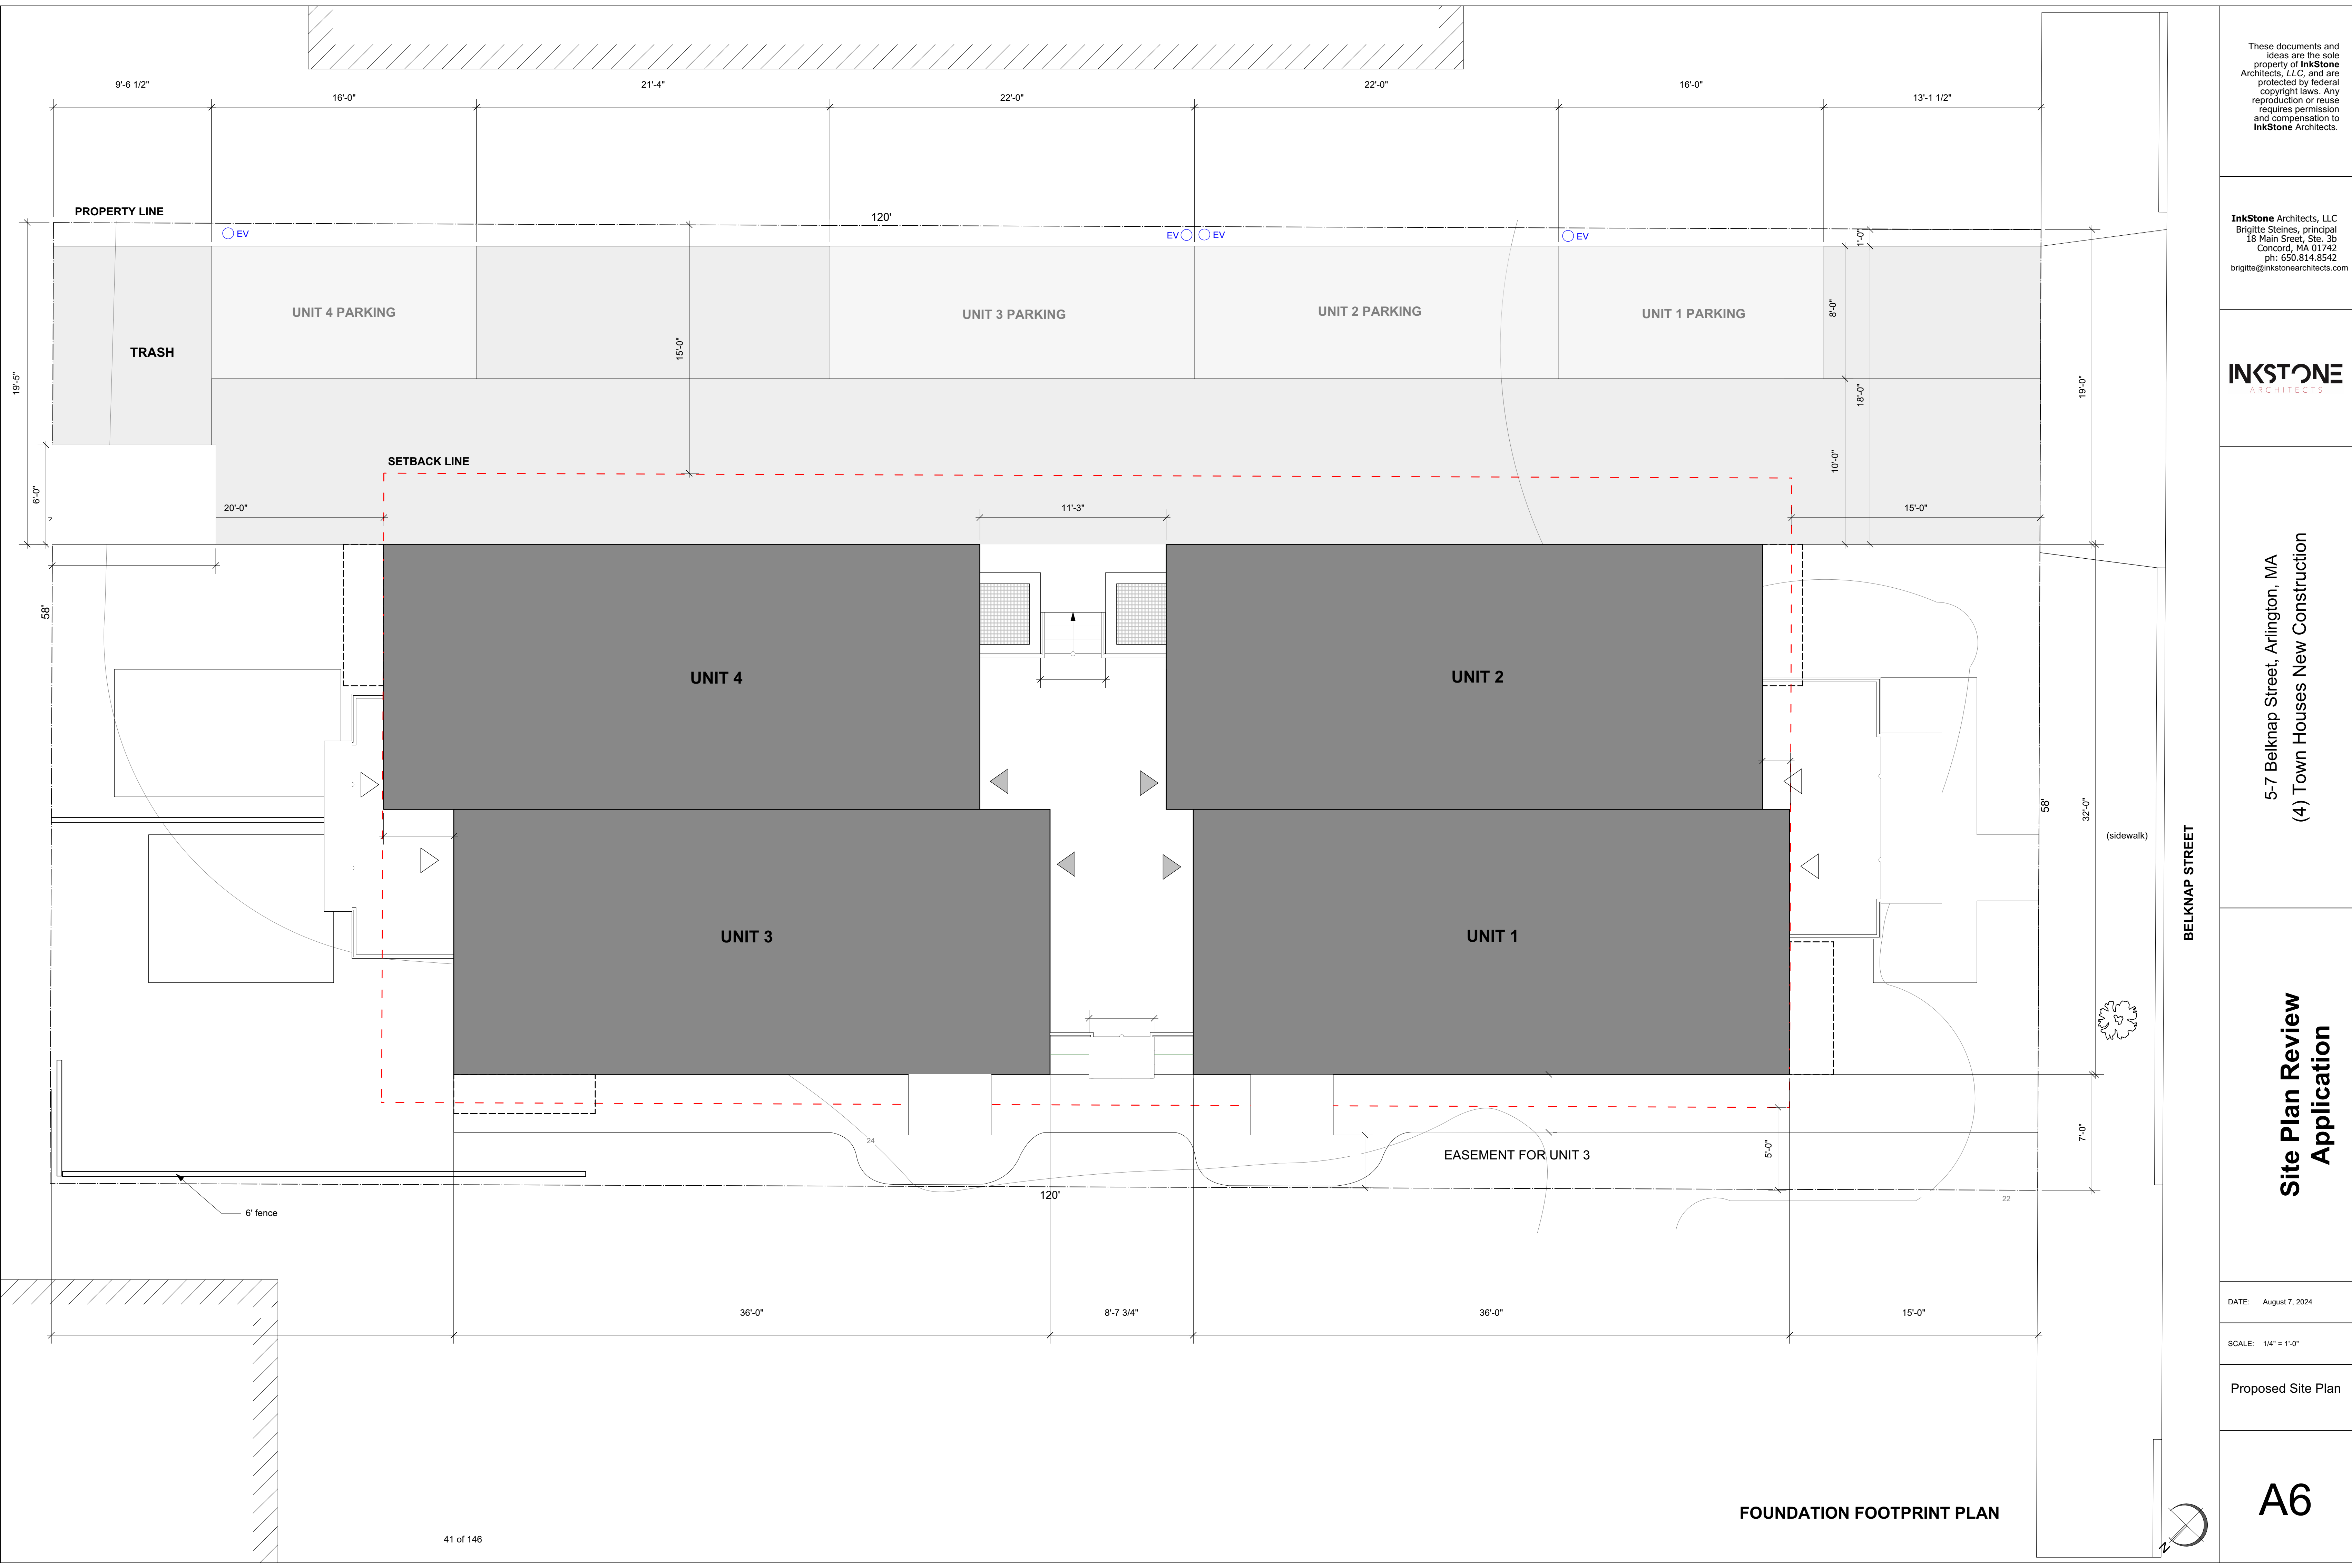 9'-6 1/2"
16'-0"
21'-4"
22'-0"
22'-0"
16'-0"
13'-1 1/2"
PROPERTY LINE
120'
EV
EV
EV
EV
1'-0"
UNIT 4 PARKING
UNIT 3 PARKING
UNIT 2 PARKING
UNIT 1 PARKING
8'-0"
TRASH
15'-0"
19'-5"
18'-0"
19'-0"
SETBACK LINE
10'-0"
6'-0"
20'-0"
11'-3"
15'-0"
58'
UNIT 4
UNIT 2
58'
32'-0"
(sidewalk)
BELKNAP STREET
UNIT 3
UNIT 1
24
EASEMENT FOR UNIT 3
5'-0"
7'-0"
120'
22
6' fence
36'-0"
8'-7 3/4"
36'-0"
15'-0"
FOUNDATION FOOTPRINT PLAN
41 of 146
N
These documents and
ideas are the sole
property of InkStone
Architects, LLC, and are
protected by federal
copyright laws. Any
reproduction or reuse
requires permission
and compensation to
InkStone Architects.
InkStone Architects, LLC
Brigitte Steines, principal
18 Main Sreet, Ste. 3b
Concord, MA 01742
ph: 650.814.8542
brigitte@inkstonearchitects.com
INKSTONE
ARCHITECTS
5-7 Belknap Street, Arlington, MA
(4) Town Houses New Construction
Site Plan Review
Application
DATE: August 7, 2024
SCALE: 1/4" = 1'-0"
Proposed Site Plan
A6